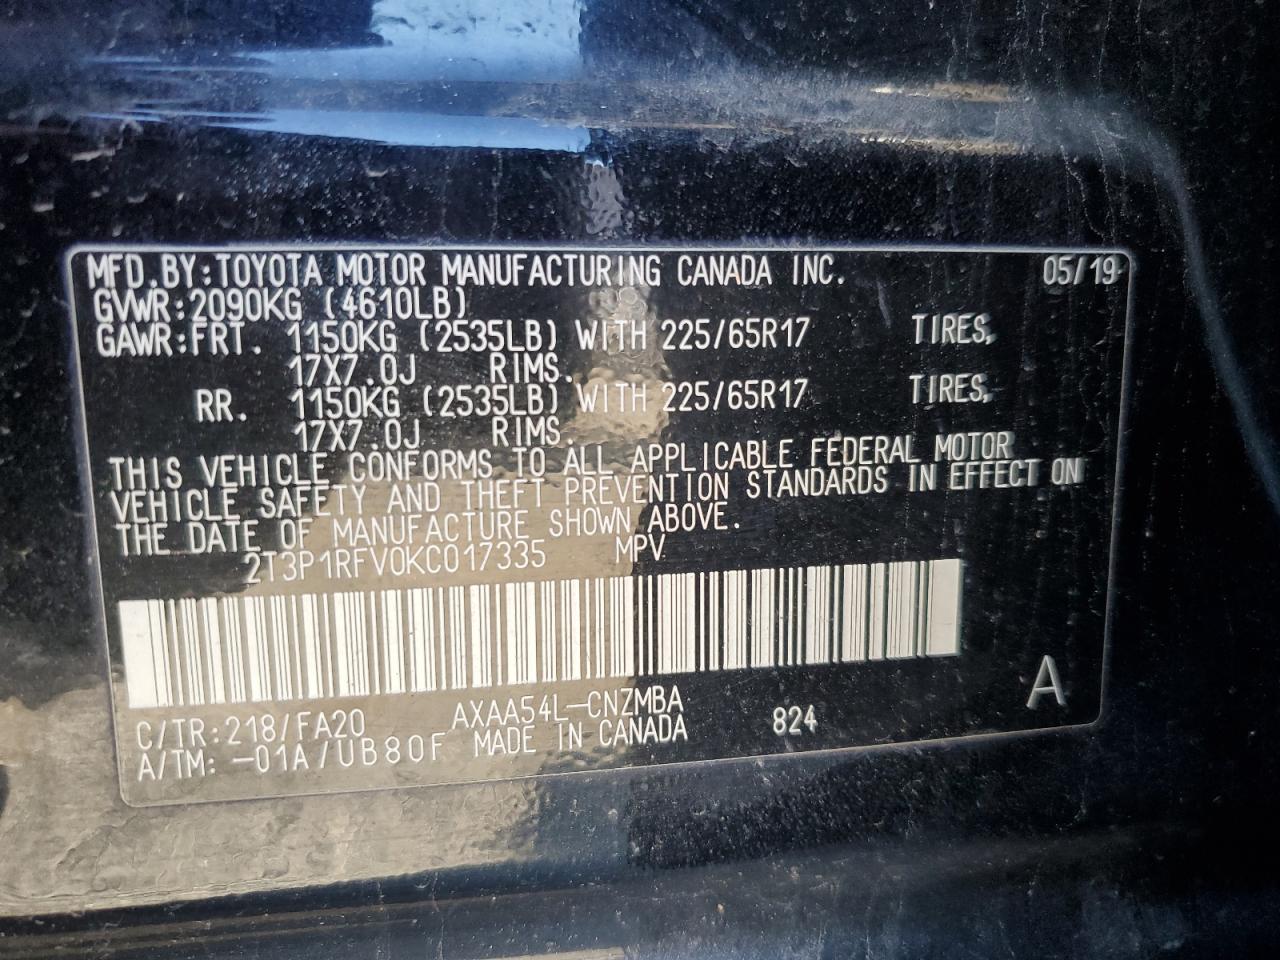 MFD.BY:TOYOTA MOTOR MANUFACTURING CANADA INC. 05/19
GVWR:2090KG (4610LB)
GAWR:FRT. 1150KG (2535LB) WITH 225/65R17 TIRES,
17X7.0J RIMS.
RR. 1150KG (2535LB) WITH 225/65R17 TIRES,
17X7.0J RIMS.
THIS VEHICLE CONFORMS TO ALL APPLICABLE FEDERAL MOTOR
VEHICLE SAFETY AND THEFT PREVENTION STANDARDS IN EFFECT ON
THE DATE OF MANUFACTURE SHOWN ABOVE.
2T3P1RFV0KC017335 MPV
C/TR:218/FA20 AXAA54L-CNZMBA 824 A
A/TM: -01A/UB80F MADE IN CANADA